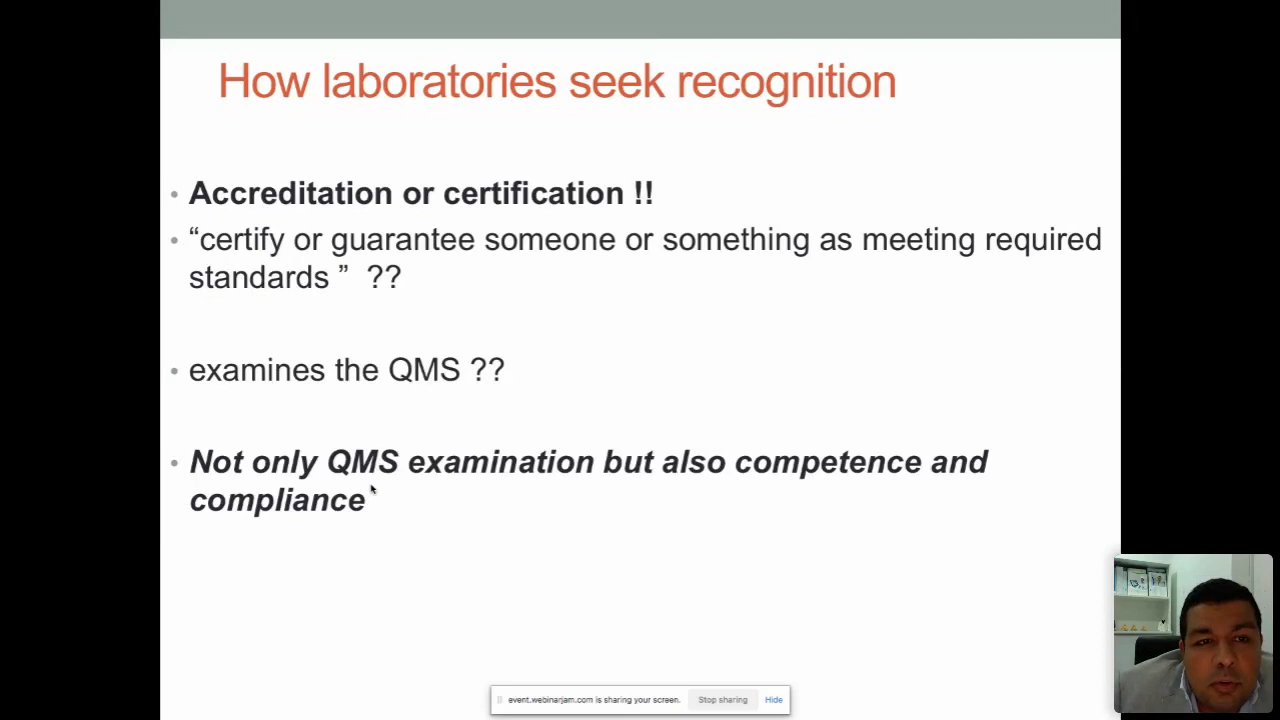 How laboratories seek recognition
• Accreditation or certification !!
• “certify or guarantee someone or something as meeting required
standards ”  ??
• examines the QMS ??
• Not only QMS examination but also competence and
compliance
event.webinarjam.com is sharing your screen. Stop sharing Hide